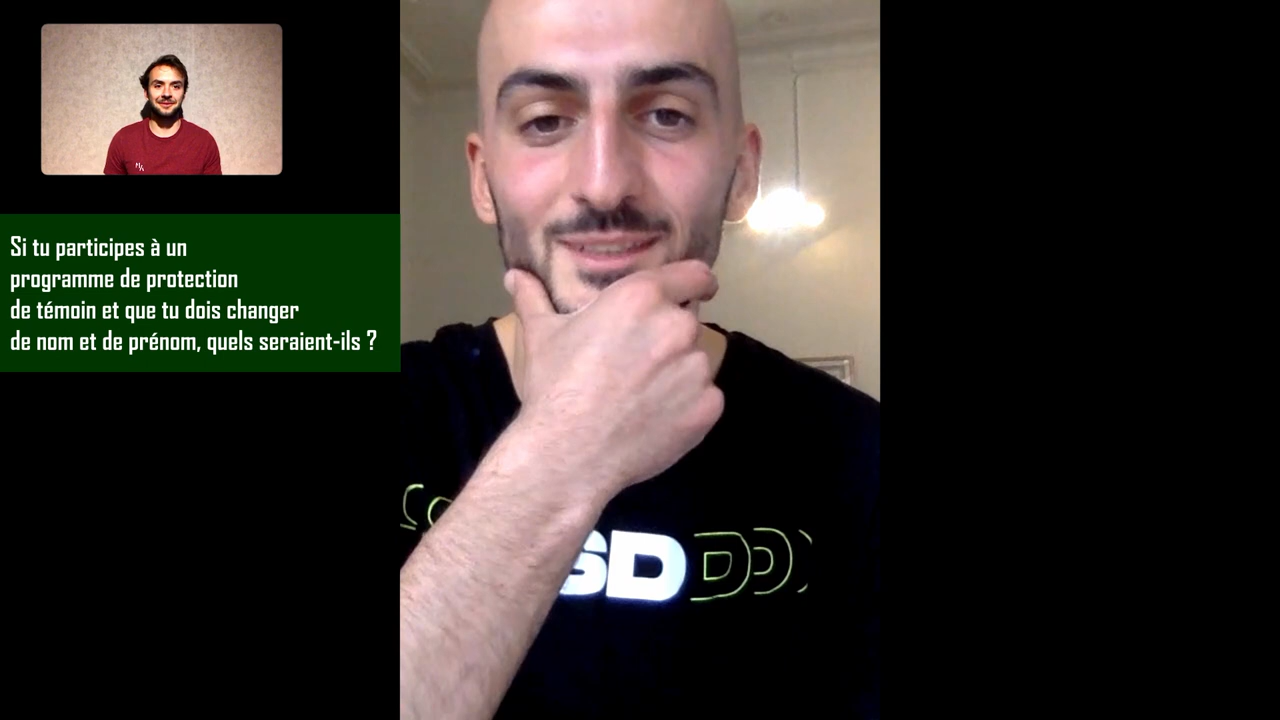 Si tu participes à un
programme de protection
de témoin et que tu dois changer
de nom et de prénom, quels seraient-ils ?
SD